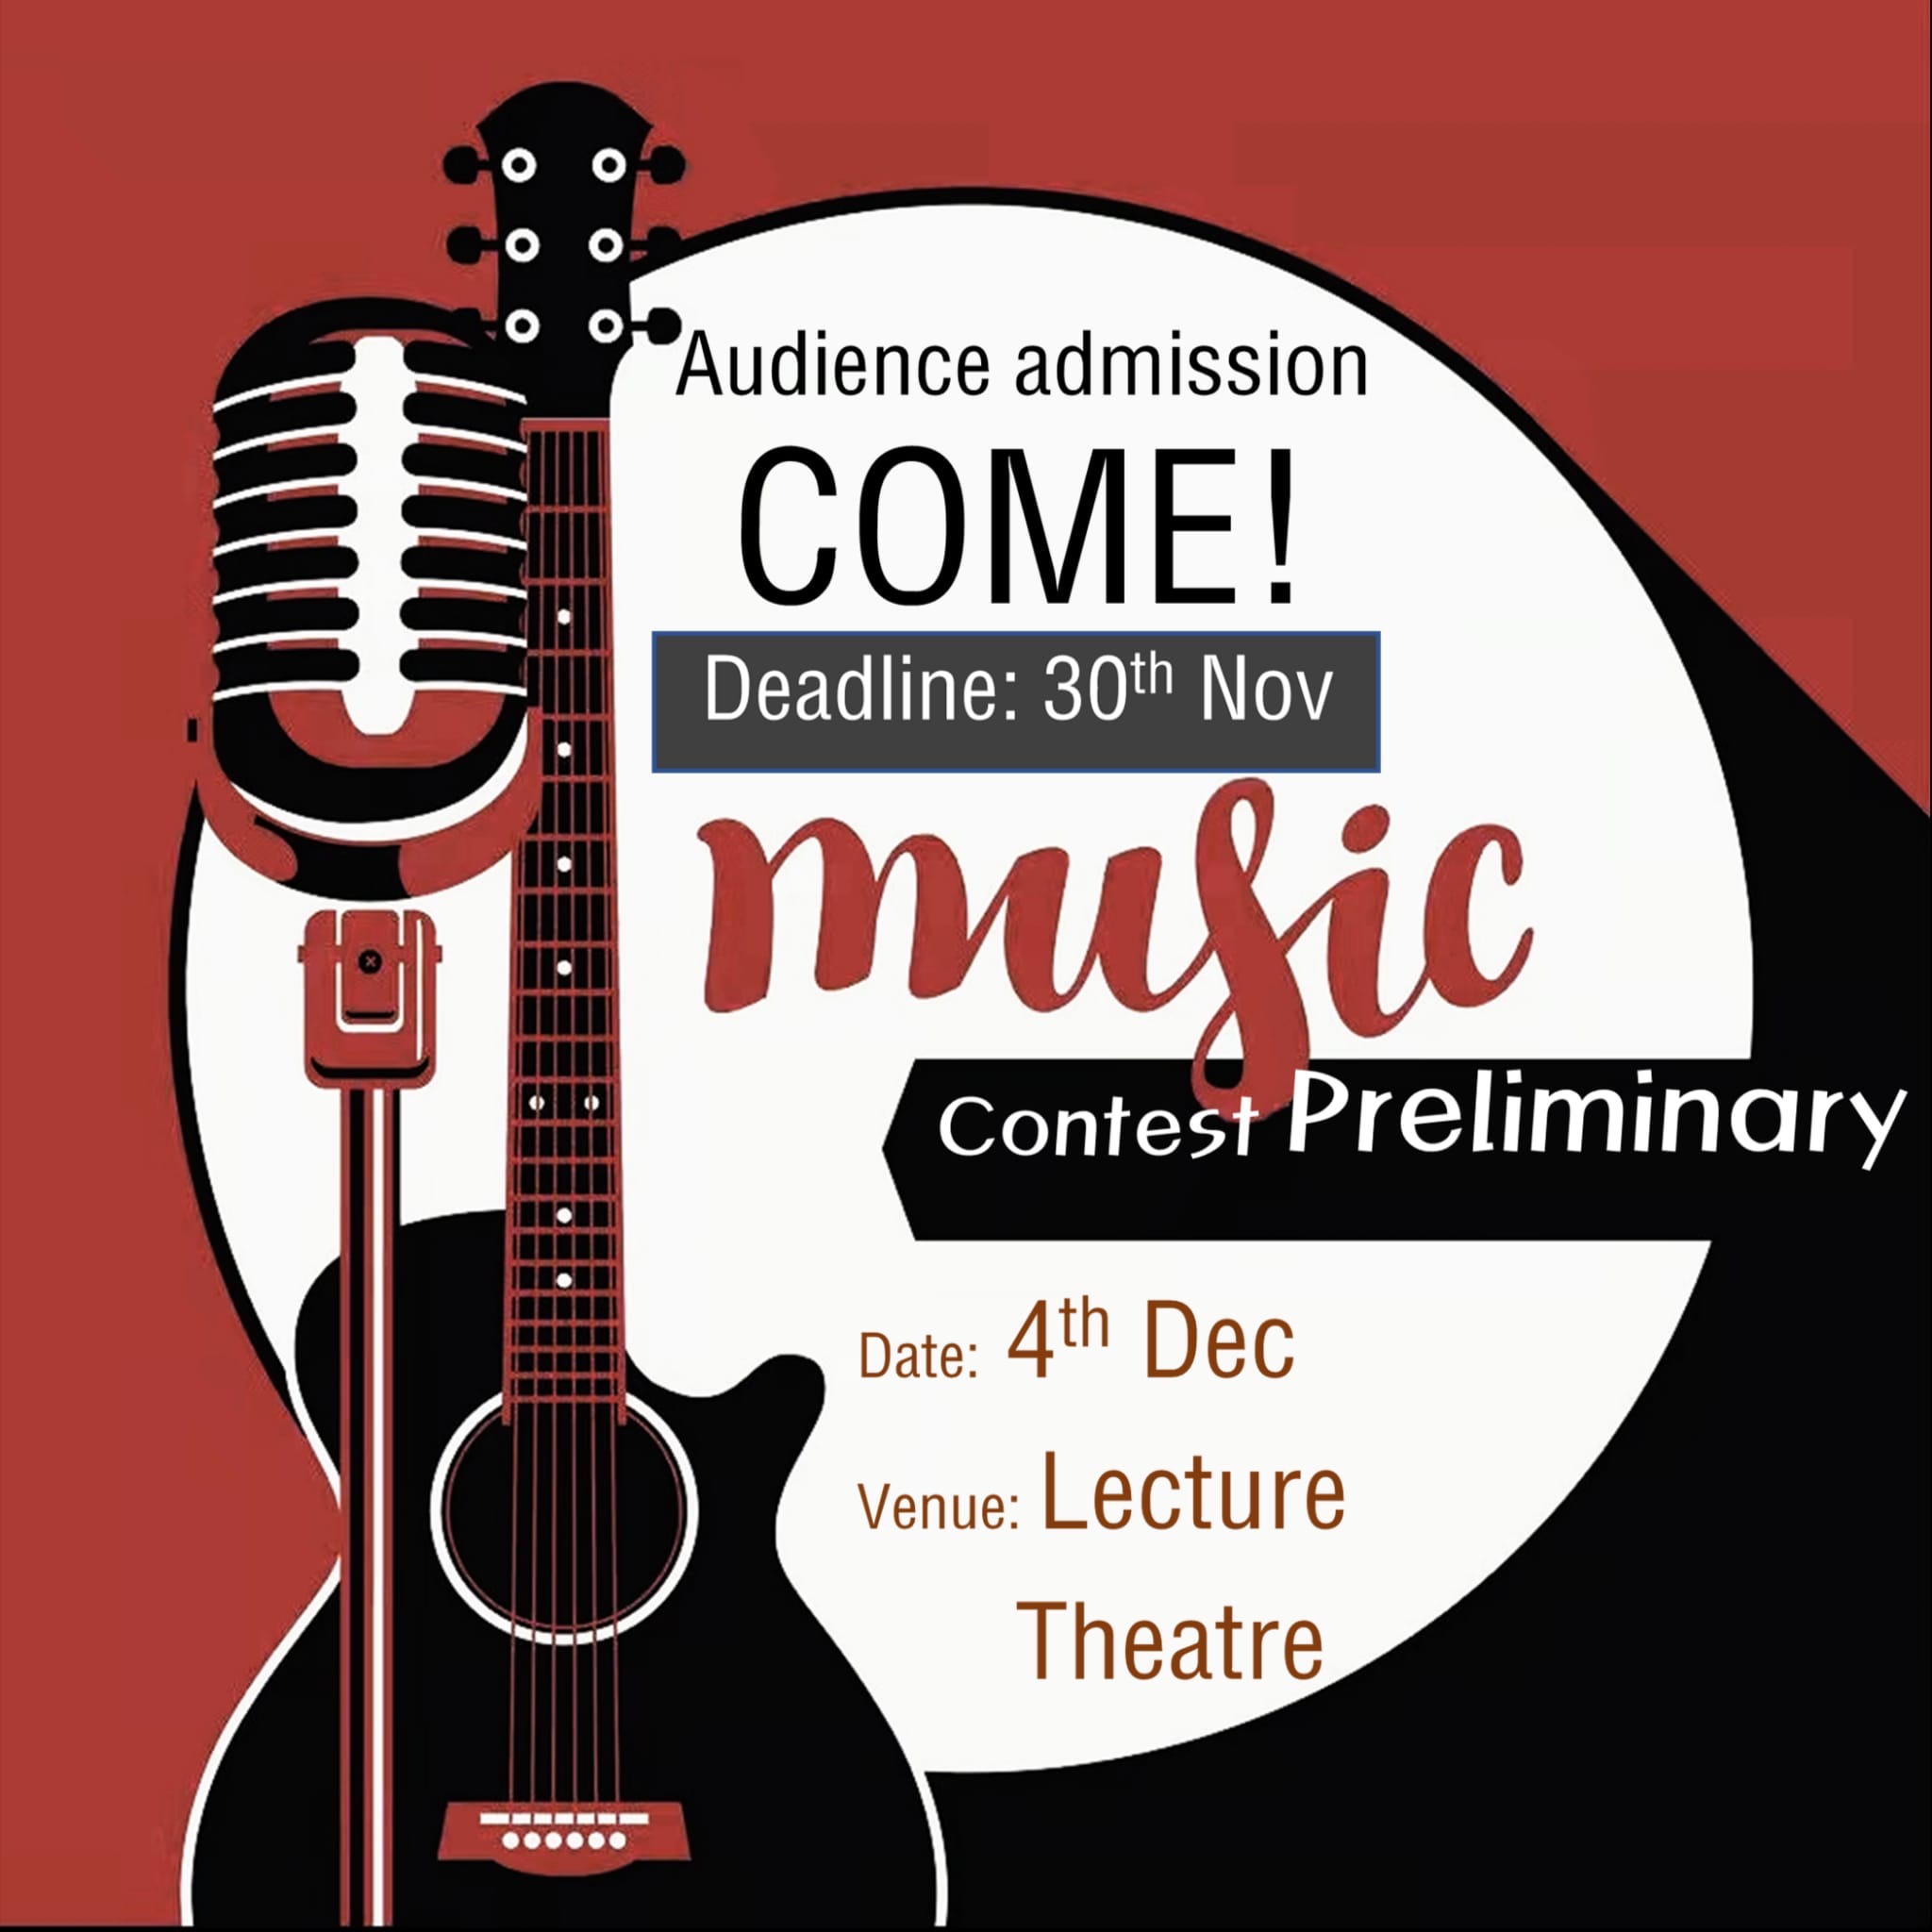 Audience admission
COME!
Deadline: 30th Nov
music
Contest Preliminary
Date: 4th Dec
Venue: Lecture
Theatre